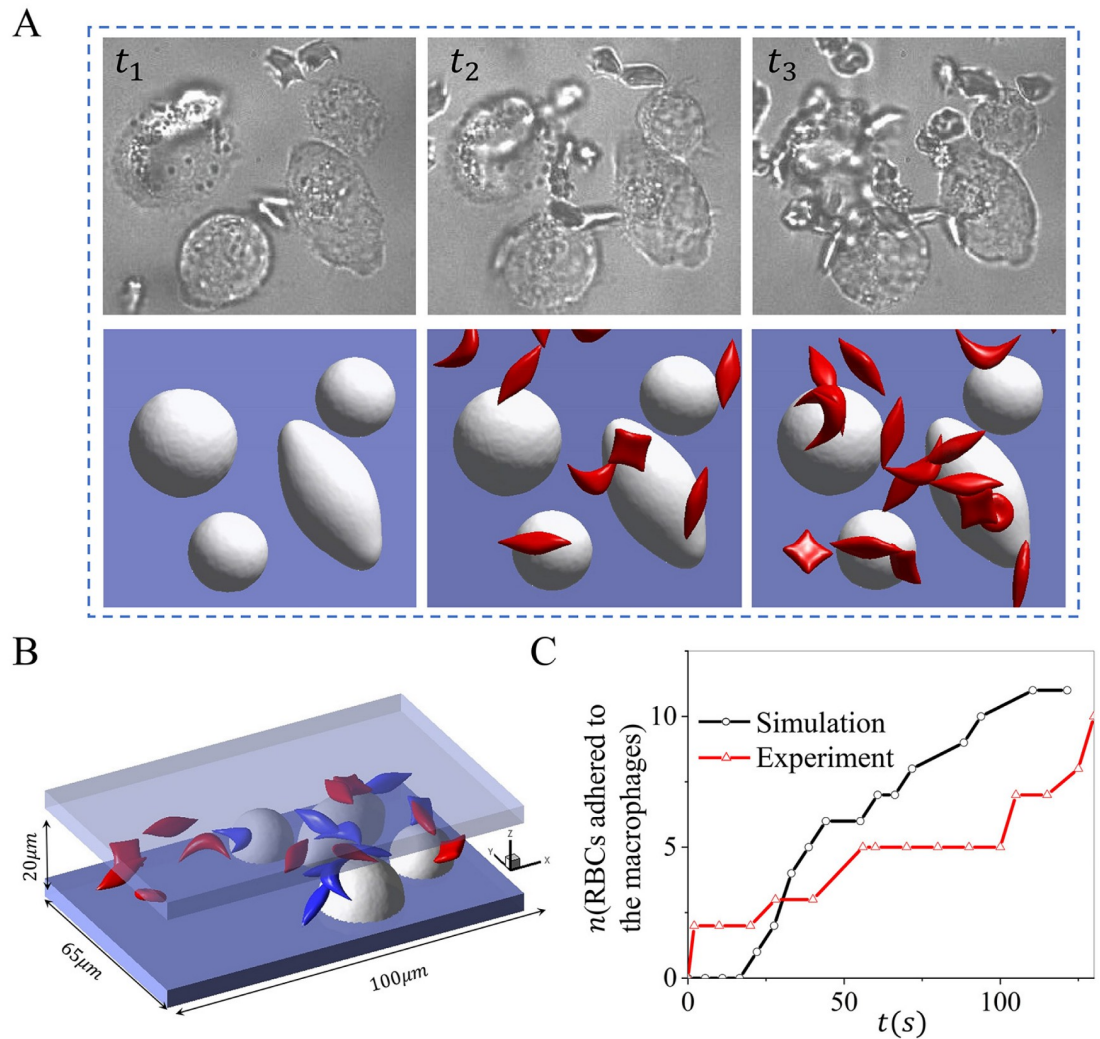 A
t₁
t₂
t₃
B
20μm
65μm
100μm
Z
Y
X
C
n(RBCs adhered to
the macrophages)
Simulation
Experiment
10
5
0
0
50
100
t(s)